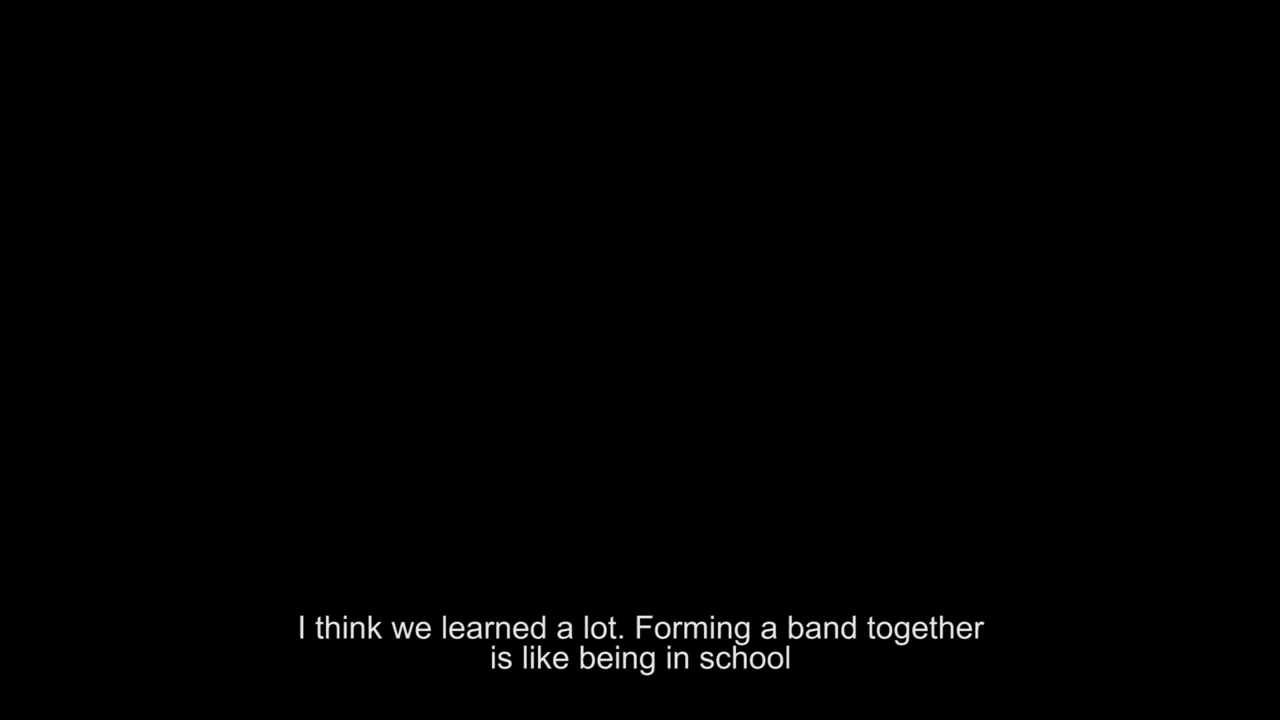 I think we learned a lot. Forming a band together
is like being in school